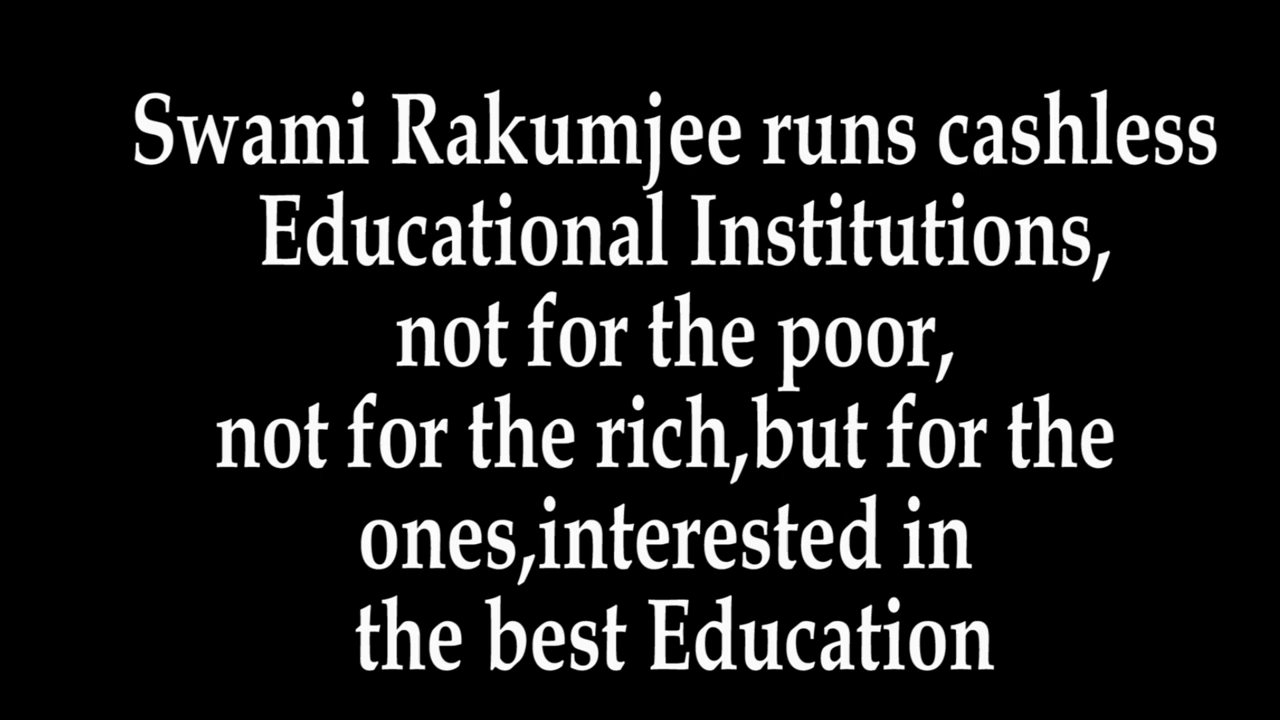 Swami Rakumjee runs cashless
Educational Institutions,
not for the poor,
not for the rich,but for the
ones,interested in
the best Education